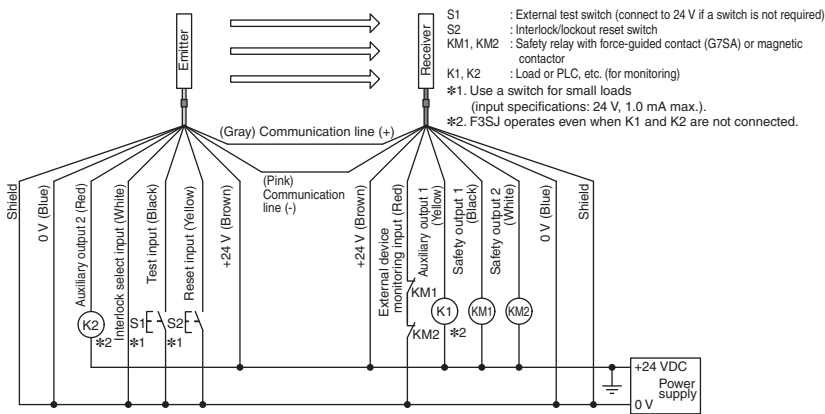 Emitter
Receiver
S1 : External test switch (connect to 24 V if a switch is not required)
S2 : Interlock/lockout reset switch
KM1, KM2 : Safety relay with force-guided contact (G7SA) or magnetic
contactor
K1, K2 : Load or PLC, etc. (for monitoring)
*1. Use a switch for small loads
(input specifications: 24 V, 1.0 mA max.).
*2. F3SJ operates even when K1 and K2 are not connected.
(Gray) Communication line (+)
(Pink)
Communication
line (-)
Shield
0 V (Blue)
Auxiliary output 2 (Red)
Interlock select input (White)
Test input (Black)
Reset input (Yellow)
+24 V (Brown)
+24 V (Brown)
External device
monitoring input (Red)
Auxiliary output 1
(Yellow)
Safety output 1
(Black)
Safety output 2
(White)
0 V (Blue)
Shield
K2
*2
*1
S1
*1
S2
KM1
KM2
K1
*2
KM1
KM2
+24 VDC
Power
supply
0 V